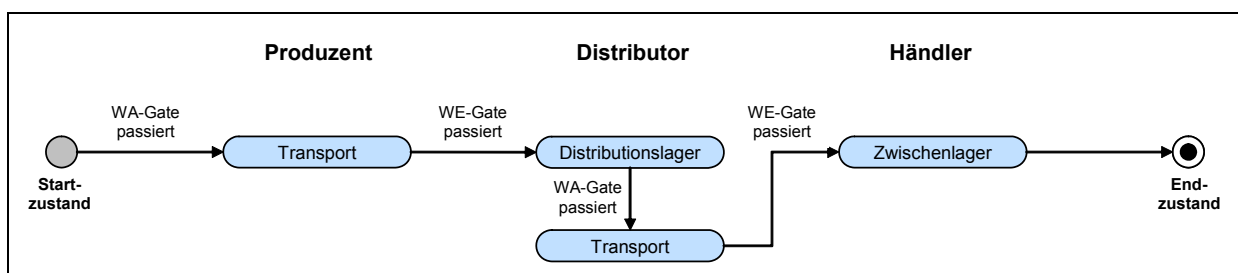 Produzent
Distributor
Händler
WA-Gate
passiert
WE-Gate
passiert
WE-Gate
passiert
Transport
Distributionslager
Zwischenlager
Start-
zustand
WA-Gate
passiert
End-
zustand
Transport